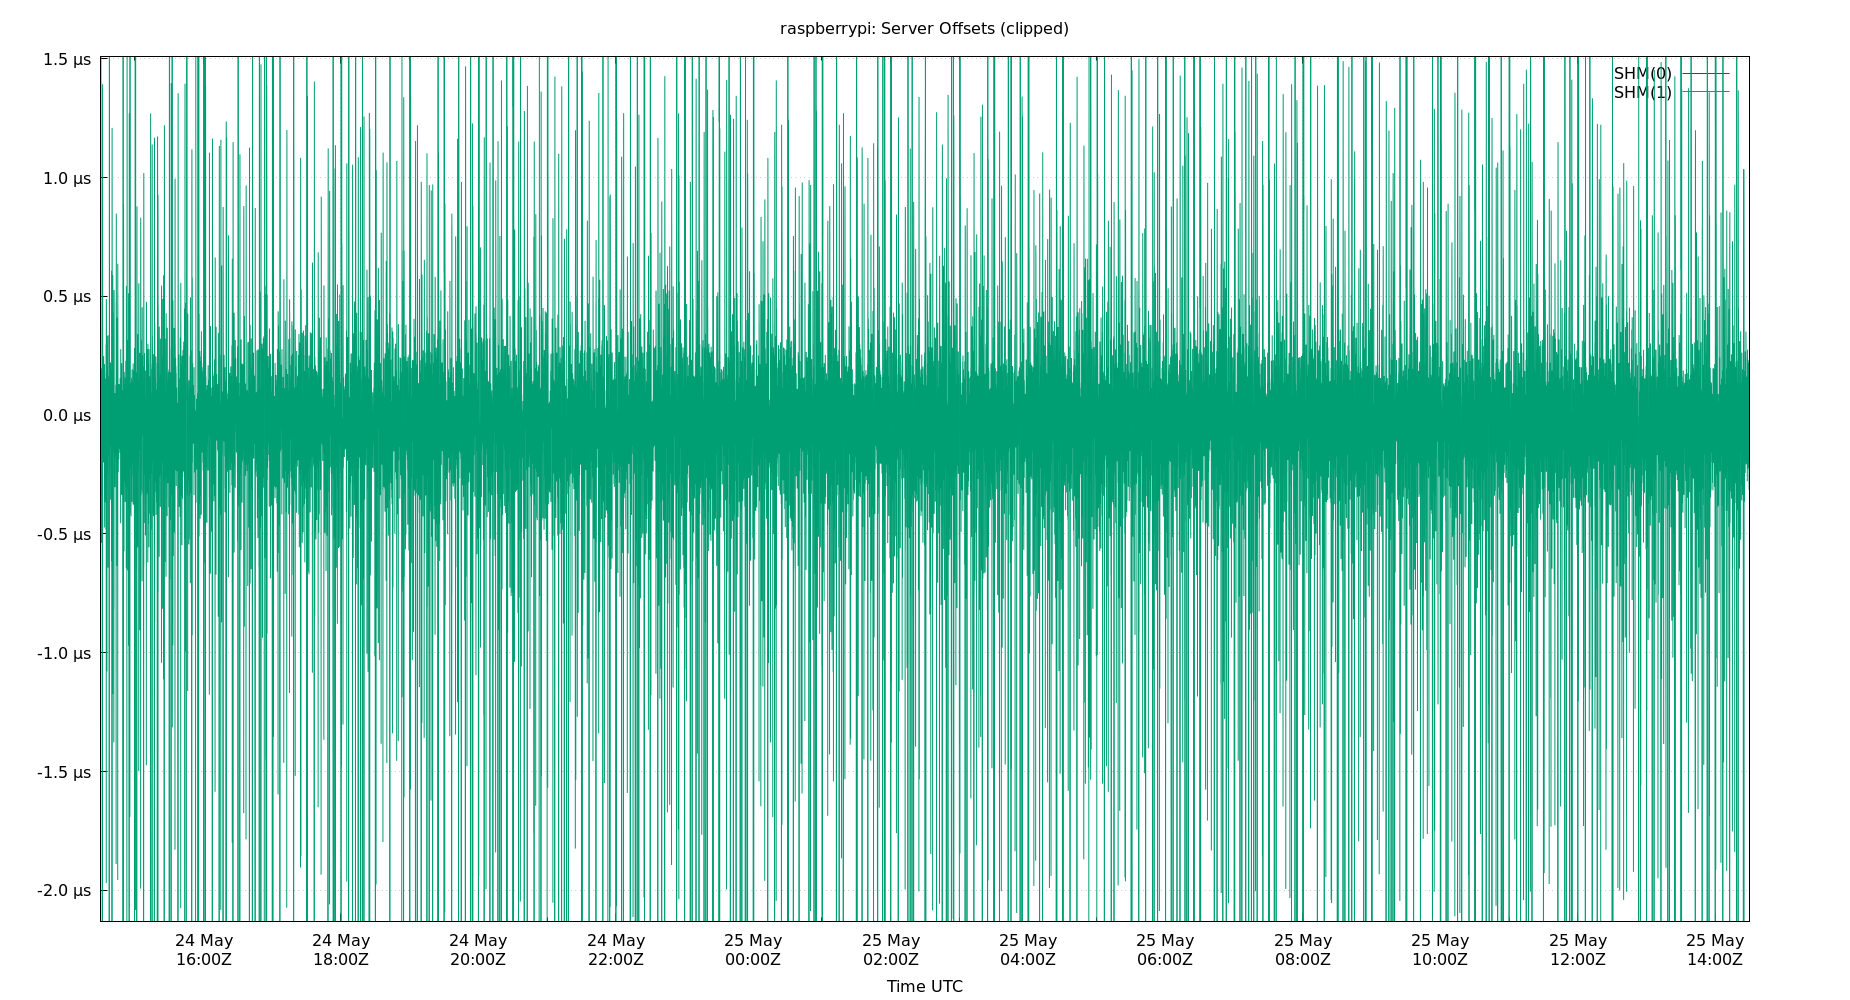 raspberrypi: Server Offsets (clipped)
1.5 µs
1.0 µs
0.5 µs
0.0 µs
-0.5 µs
-1.0 µs
-1.5 µs
-2.0 µs
SHM(0)
SHM(1)
24 May 24 May 24 May 24 May 25 May 25 May 25 May 25 May 25 May 25 May 25 May 25 May
16:00Z 18:00Z 20:00Z 22:00Z 00:00Z 02:00Z 04:00Z 06:00Z 08:00Z 10:00Z 12:00Z 14:00Z
Time UTC